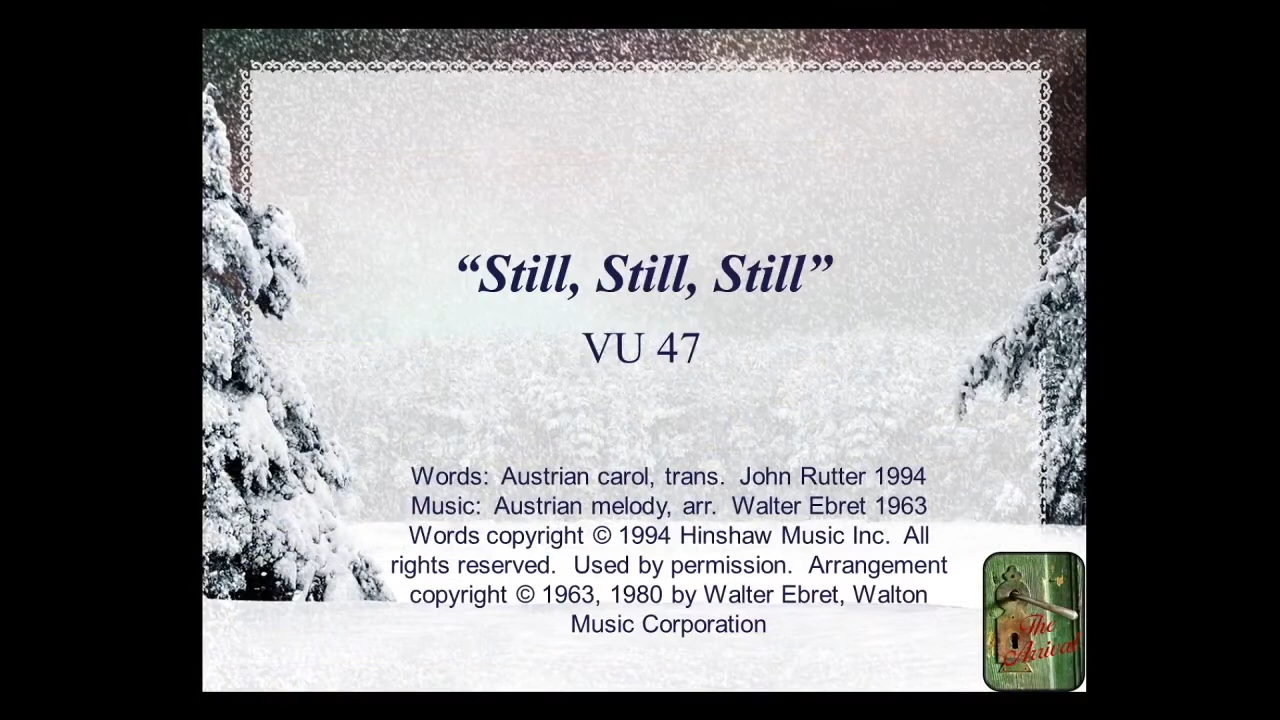 “Still, Still, Still”
VU 47
Words: Austrian carol, trans. John Rutter 1994
Music: Austrian melody, arr. Walter Ebret 1963
Words copyright © 1994 Hinshaw Music Inc. All
rights reserved. Used by permission. Arrangement
copyright © 1963, 1980 by Walter Ebret, Walton
Music Corporation
The
Arrival